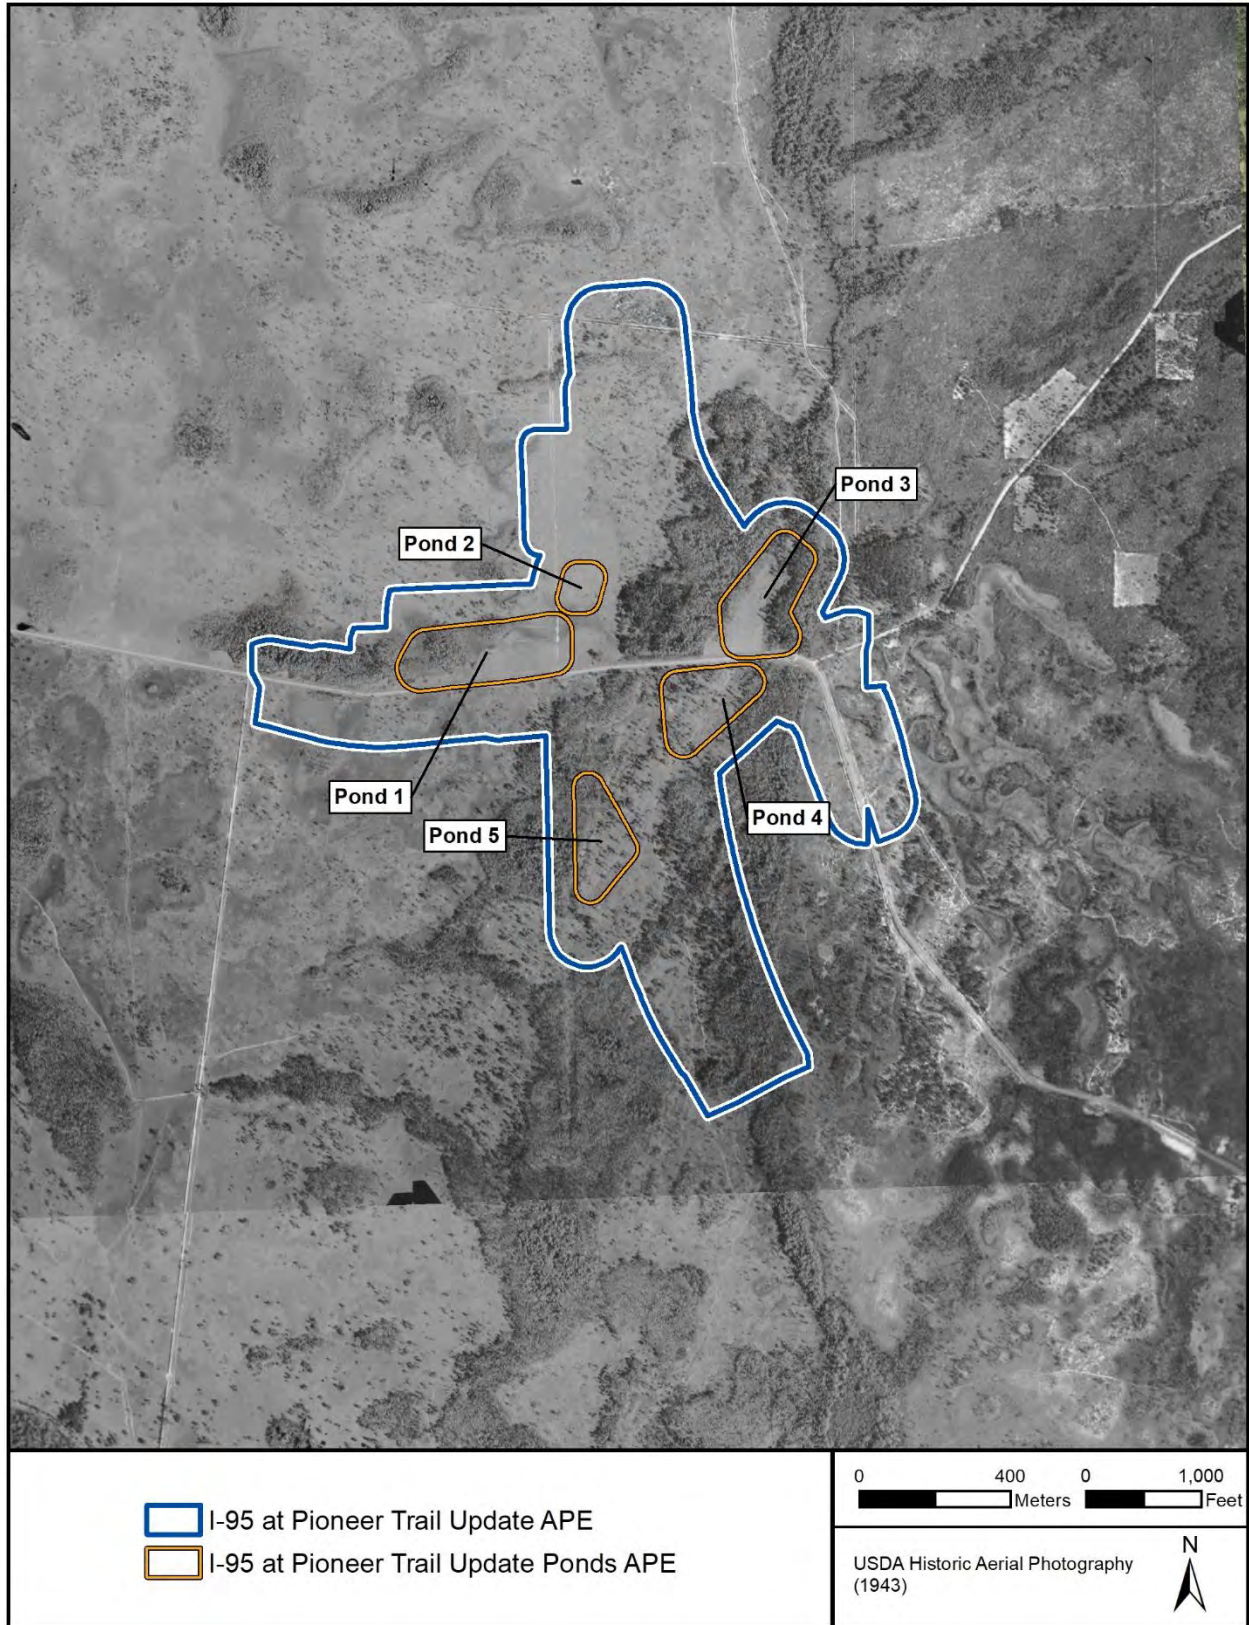 Pond 3
Pond 2
Pond 1
Pond 4
Pond 5
I-95 at Pioneer Trail Update APE
I-95 at Pioneer Trail Update Ponds APE
0 400 0 1,000
Meters Feet
USDA Historic Aerial Photography
(1943)
N